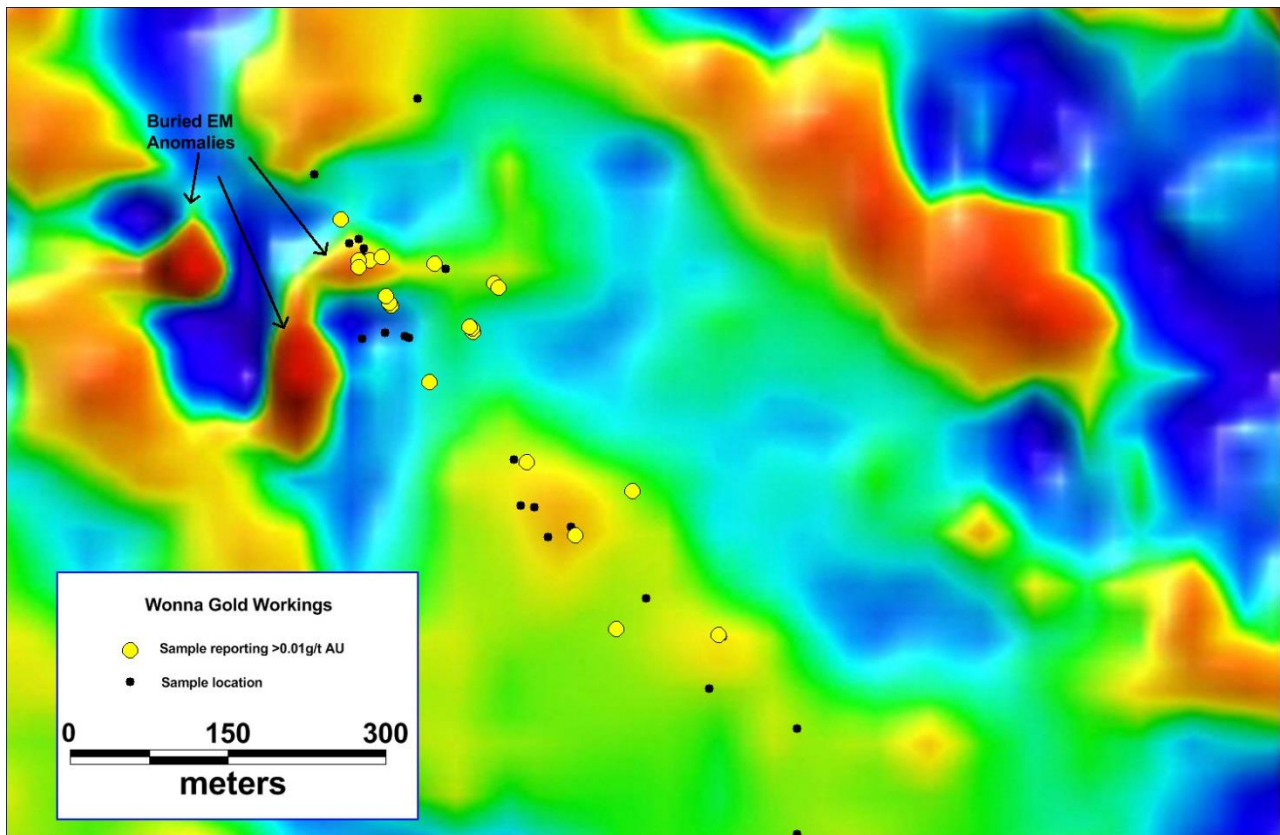 Buried EM
Anomalies
Wonna Gold Workings
Sample reporting >0.01g/t AU
Sample location
0 150 300
meters